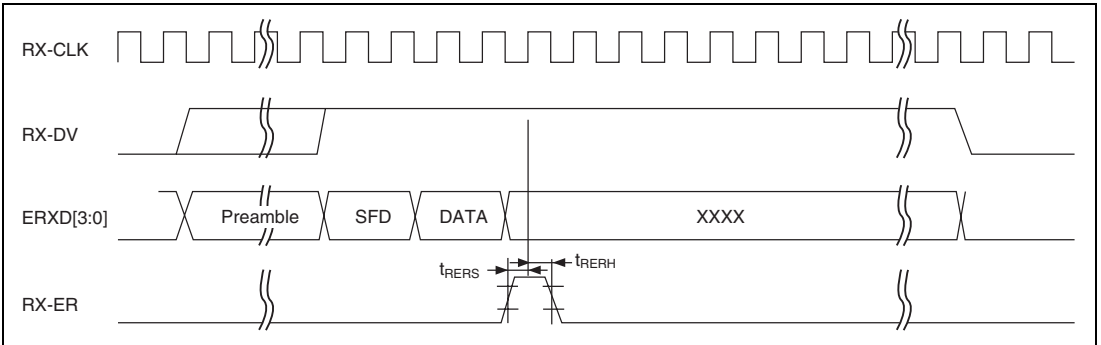 RX-CLK
RX-DV
ERXD[3:0]
Preamble
SFD
DATA
XXXX
tRERS
tRERH
RX-ER